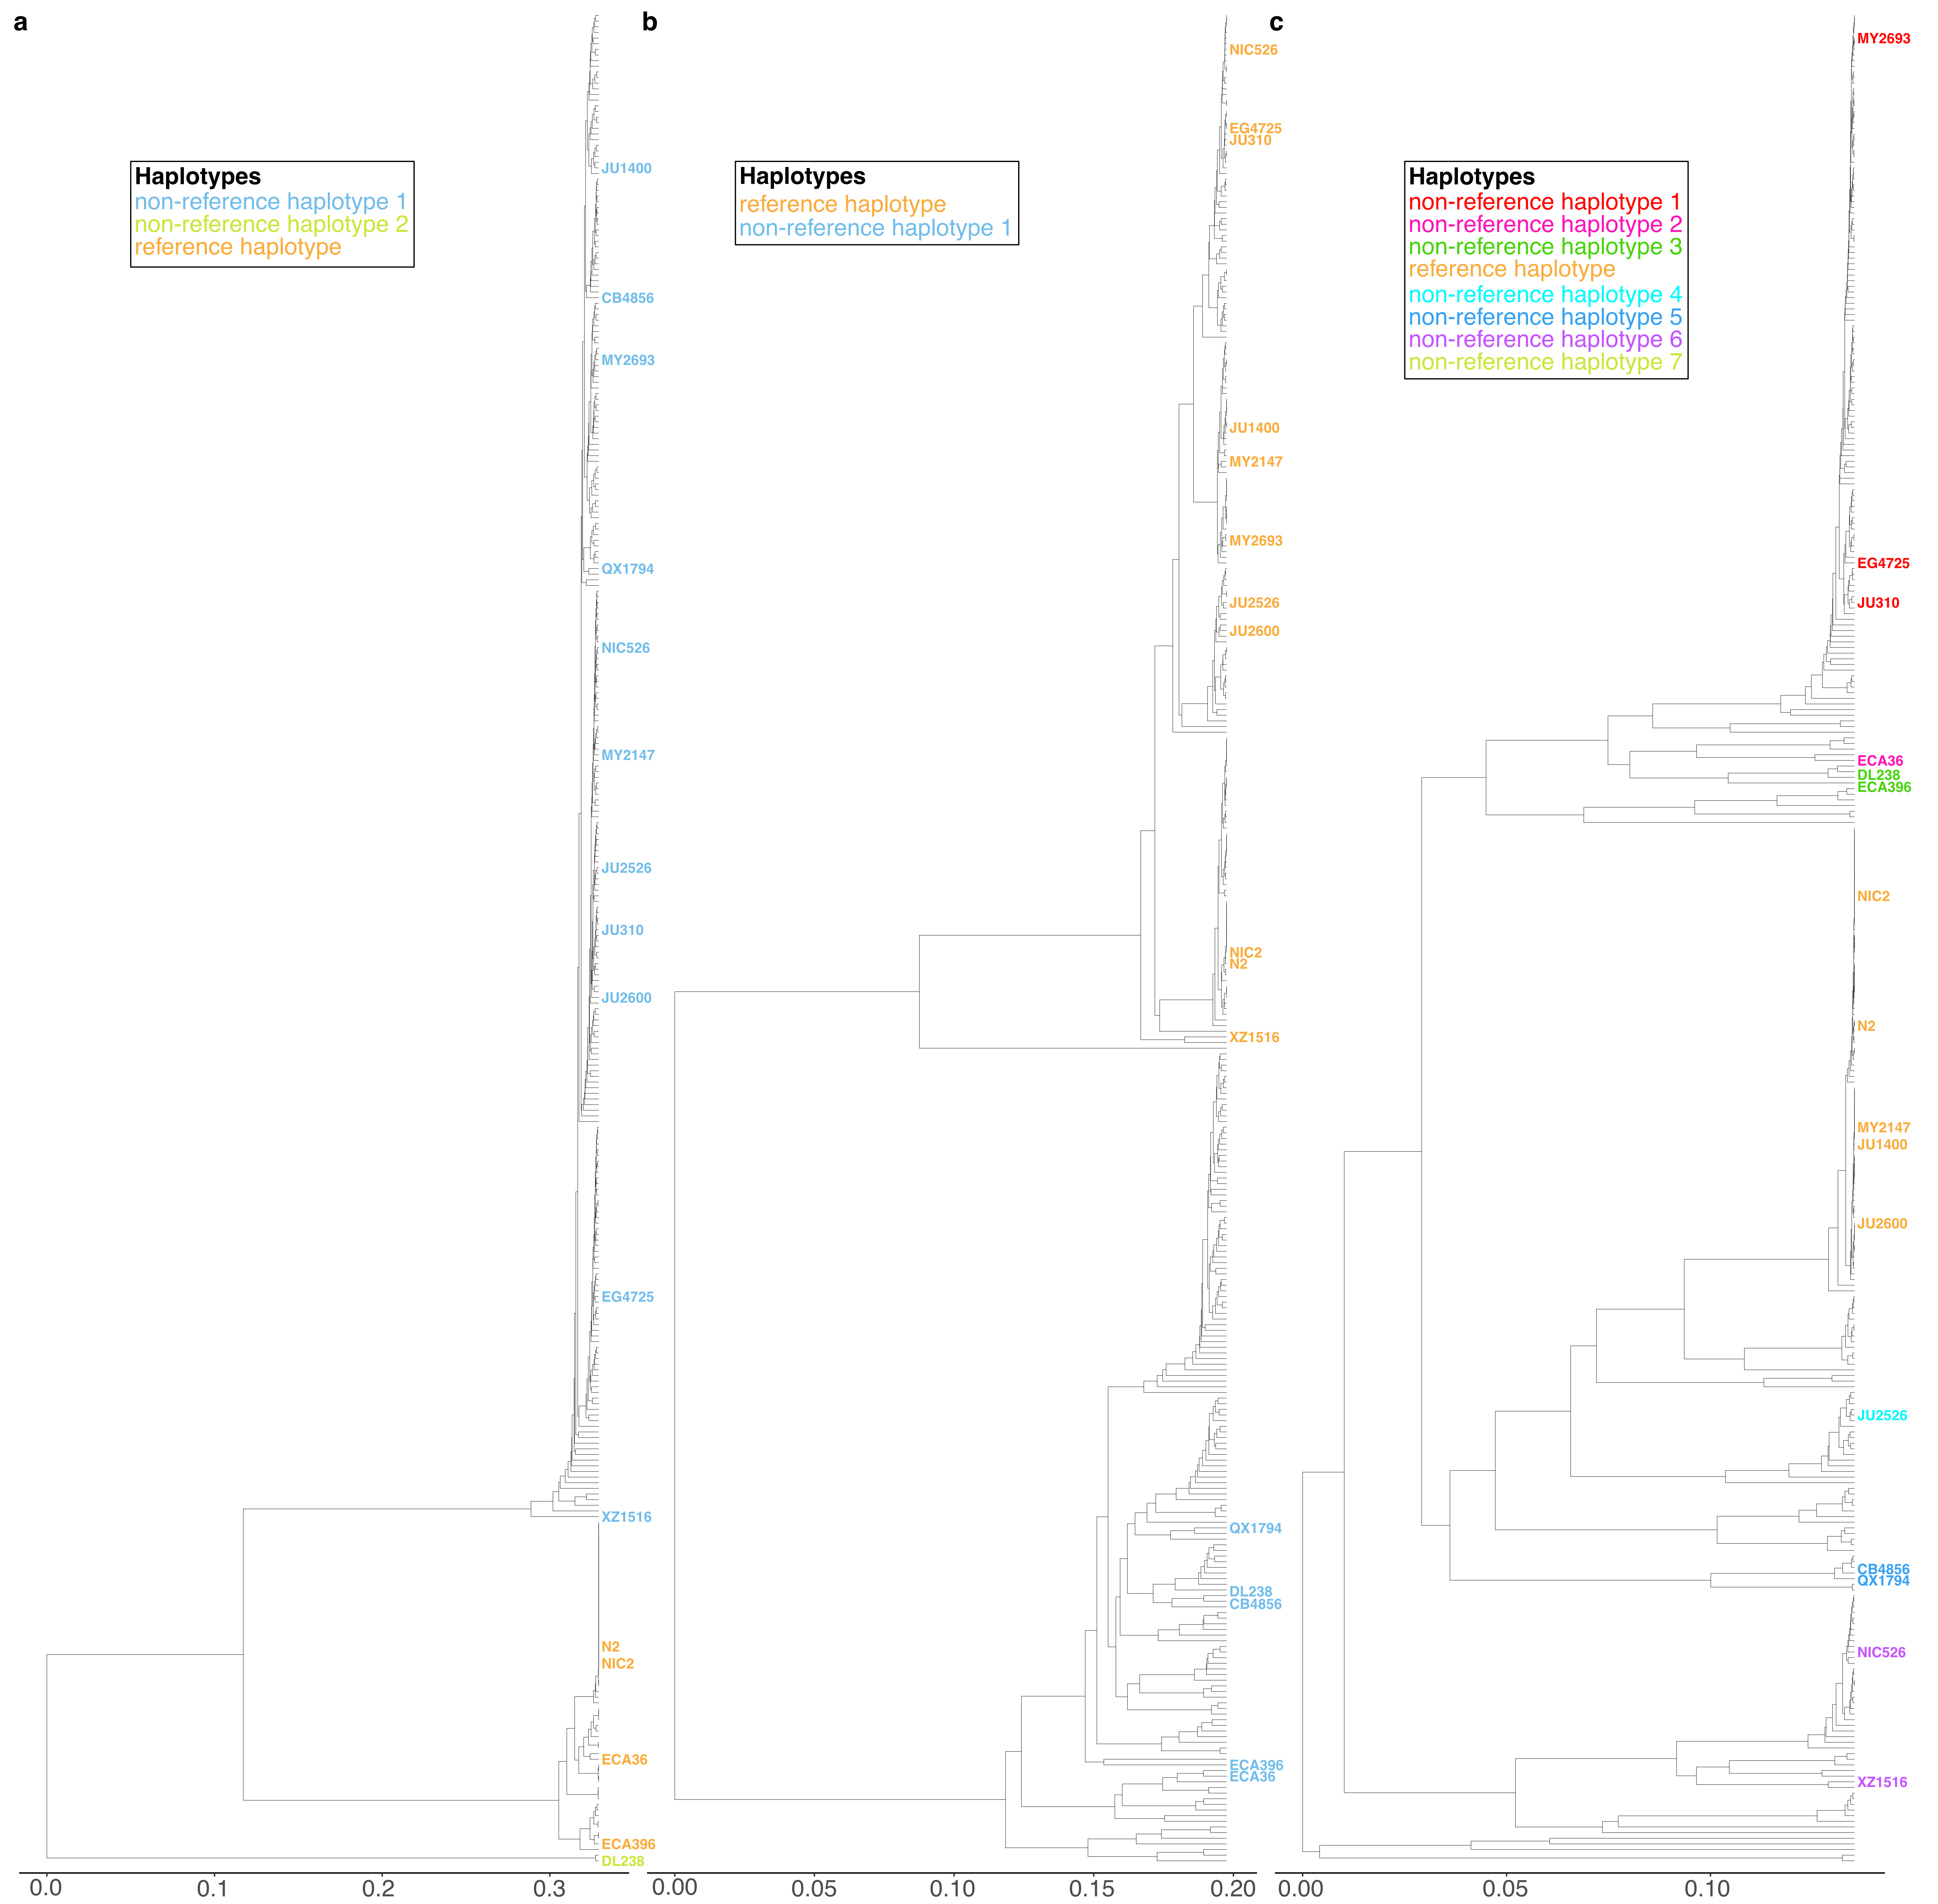 a
Haplotypes
non-reference haplotype 1
non-reference haplotype 2
reference haplotype
JU1400
CB4856
MY2693
QX1794
NIC526
MY2147
JU2526
JU310
JU2600
EG4725
XZ1516
N2
NIC2
ECA36
ECA396
DL238
0.0 0.1 0.2 0.3
b
Haplotypes
reference haplotype
non-reference haplotype 1
NIC526
EG4725
JU310
JU1400
MY2147
MY2693
JU2526
JU2600
NIC2
N2
XZ1516
QX1794
DL238
CB4856
ECA396
ECA36
0.00 0.05 0.10 0.15 0.20
c
Haplotypes
non-reference haplotype 1
non-reference haplotype 2
non-reference haplotype 3
reference haplotype
non-reference haplotype 4
non-reference haplotype 5
non-reference haplotype 6
non-reference haplotype 7
MY2693
EG4725
JU310
ECA36
DL238
ECA396
NIC2
N2
MY2147
JU1400
JU2600
JU2526
CB4856
QX1794
NIC526
XZ1516
0.00 0.05 0.10